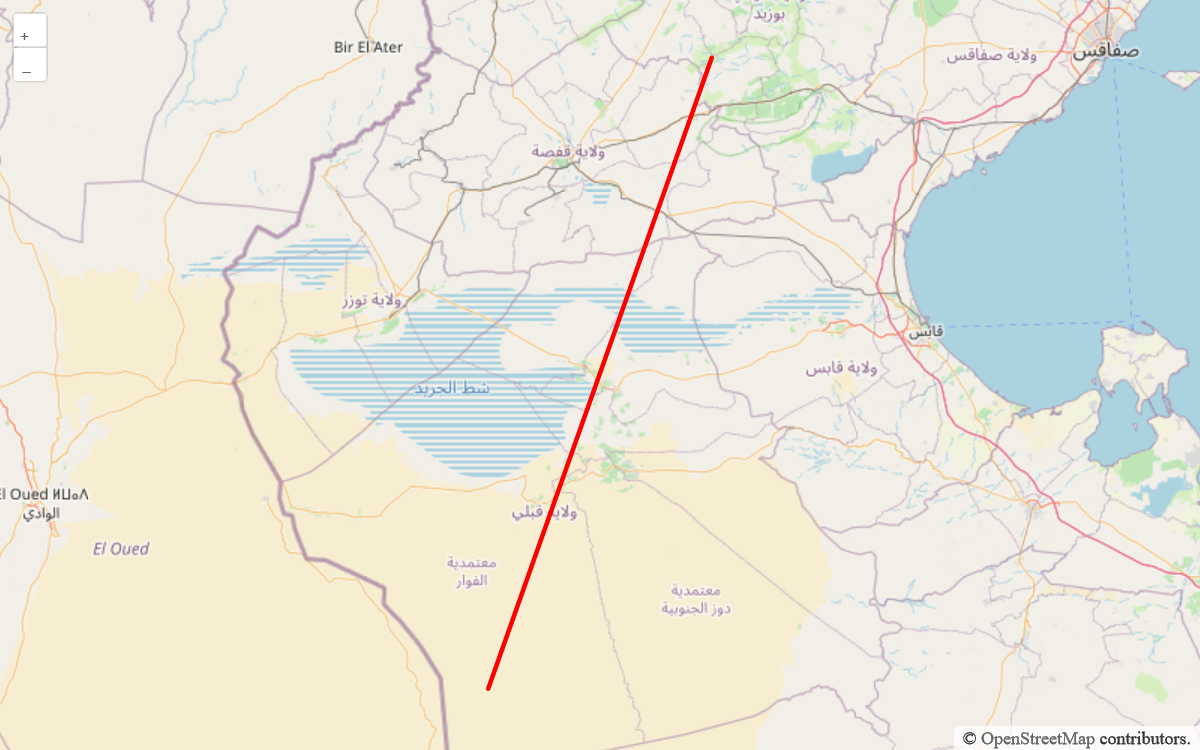 +
–
بوزيد
Bir El Ater
ولاية صفاقس
صفاقس
ولاية قفصة
ولاية توزر
قابس
ولاية قابس
شط الجريد
El Oued ⵍⵡⴰⴷ
الوادي
ولاية قبلي
El Oued
معتمدية
الفوار
معتمدية
دوز الجنوبية
© OpenStreetMap contributors.